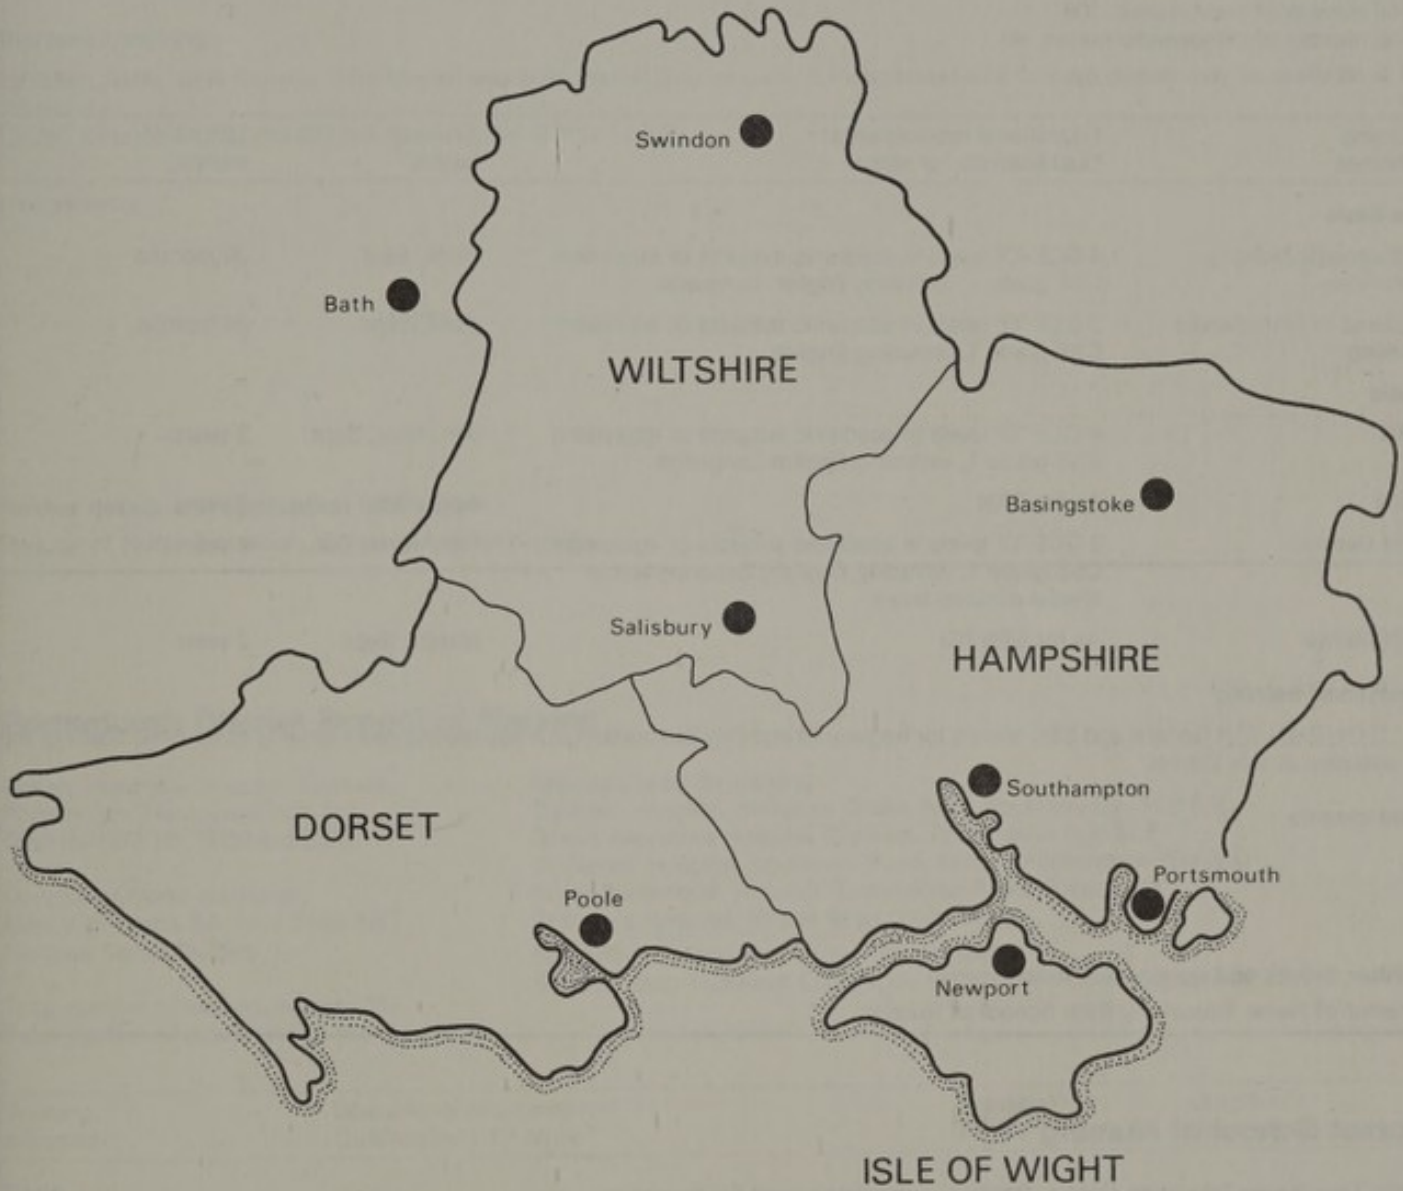 Swindon
Bath
WILTSHIRE
Basingstoke
Salisbury
HAMPSHIRE
Southampton
DORSET
Portsmouth
Poole
Newport
ISLE OF WIGHT